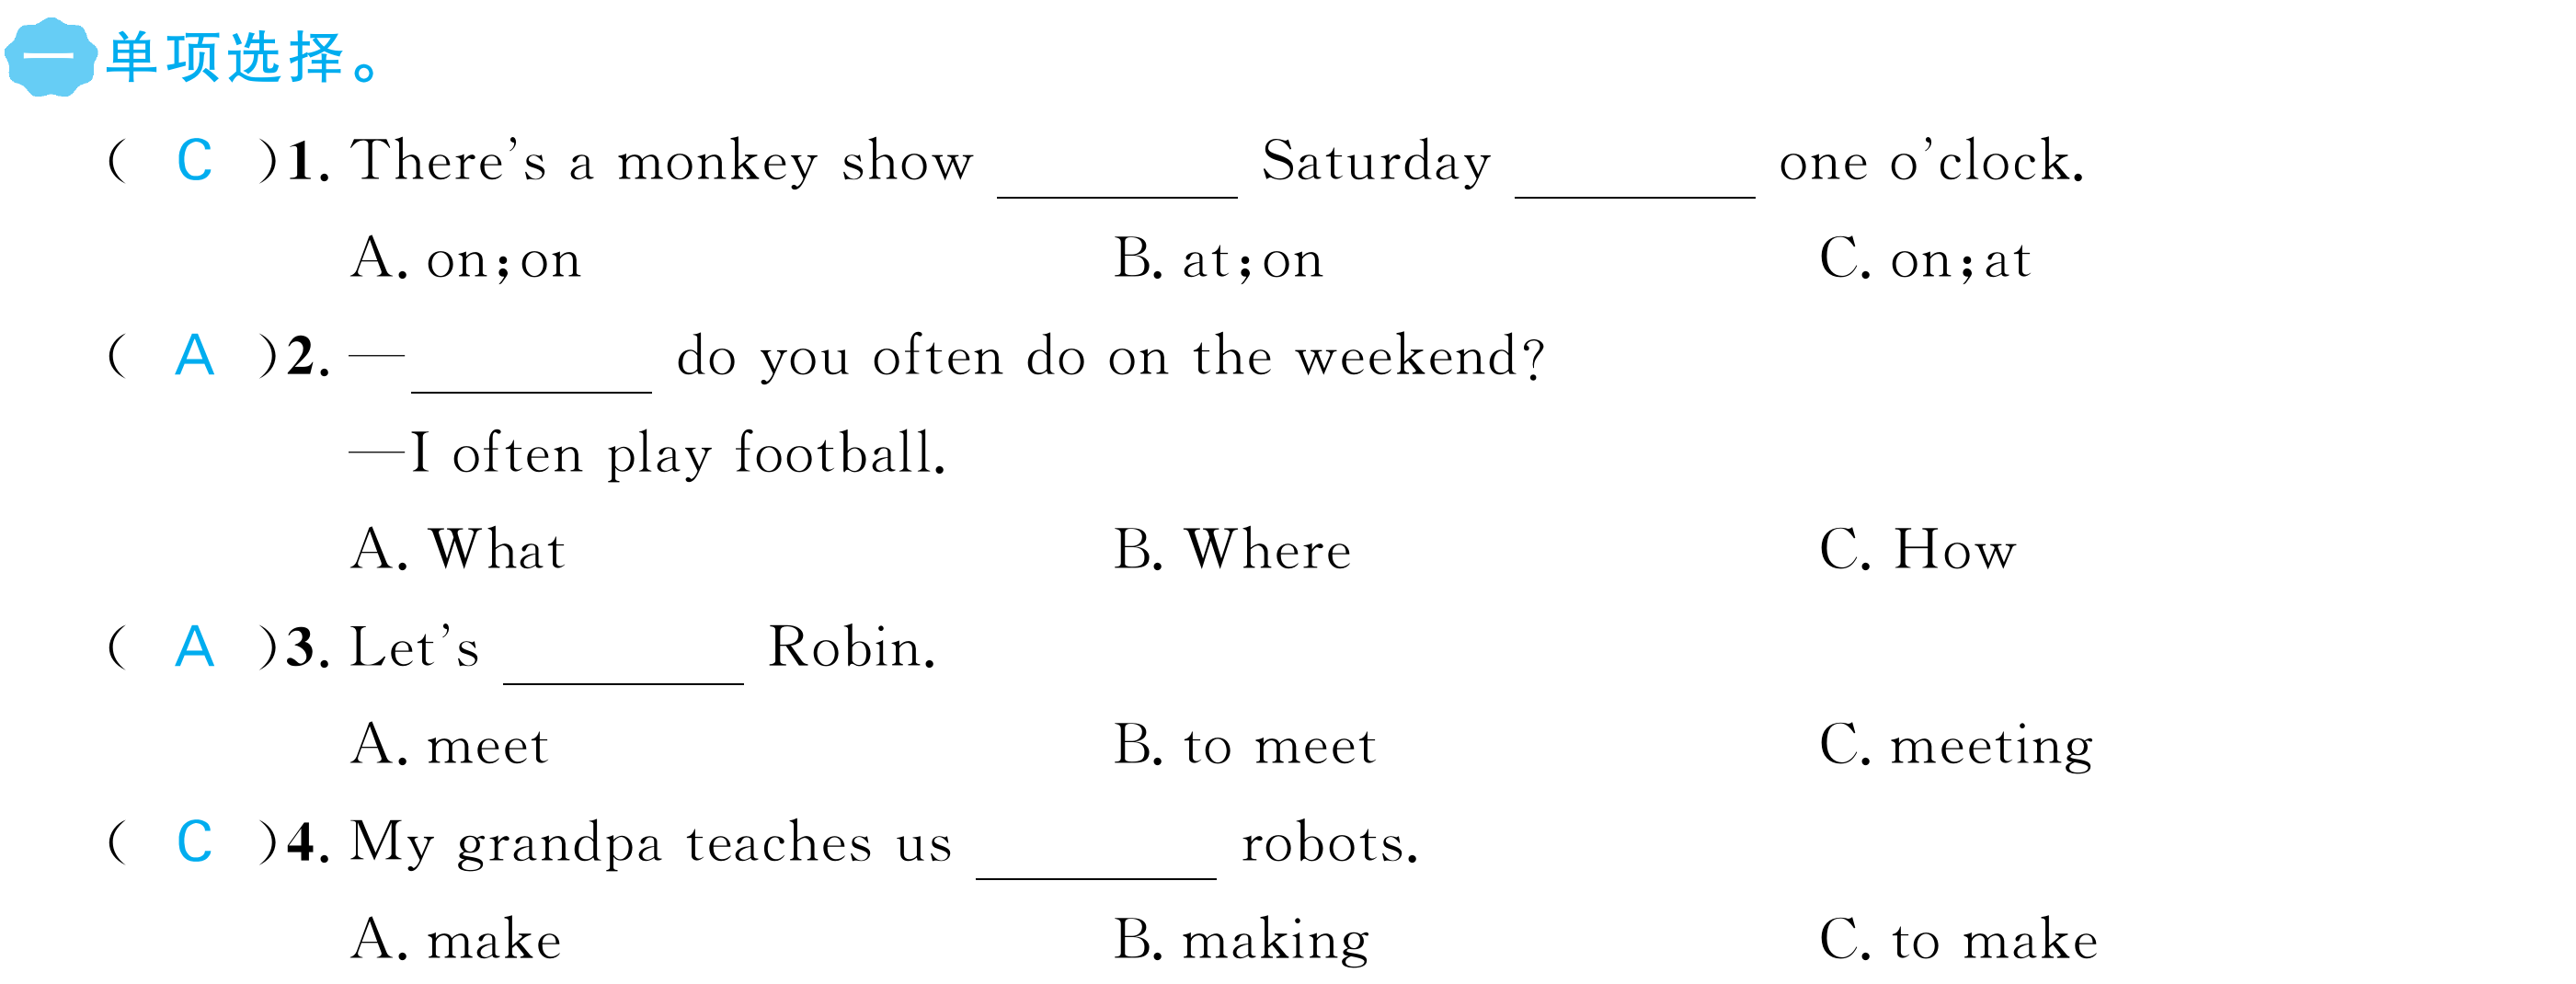 一 单项选择。
( C )1. There's a monkey show ________ Saturday ________ one o'clock.
A. on;on B. at;on C. on;at
( A )2. —________ do you often do on the weekend?
—I often play football.
A. What B. Where C. How
( A )3. Let's ________ Robin.
A. meet B. to meet C. meeting
( C )4. My grandpa teaches us ________ robots.
A. make B. making C. to make